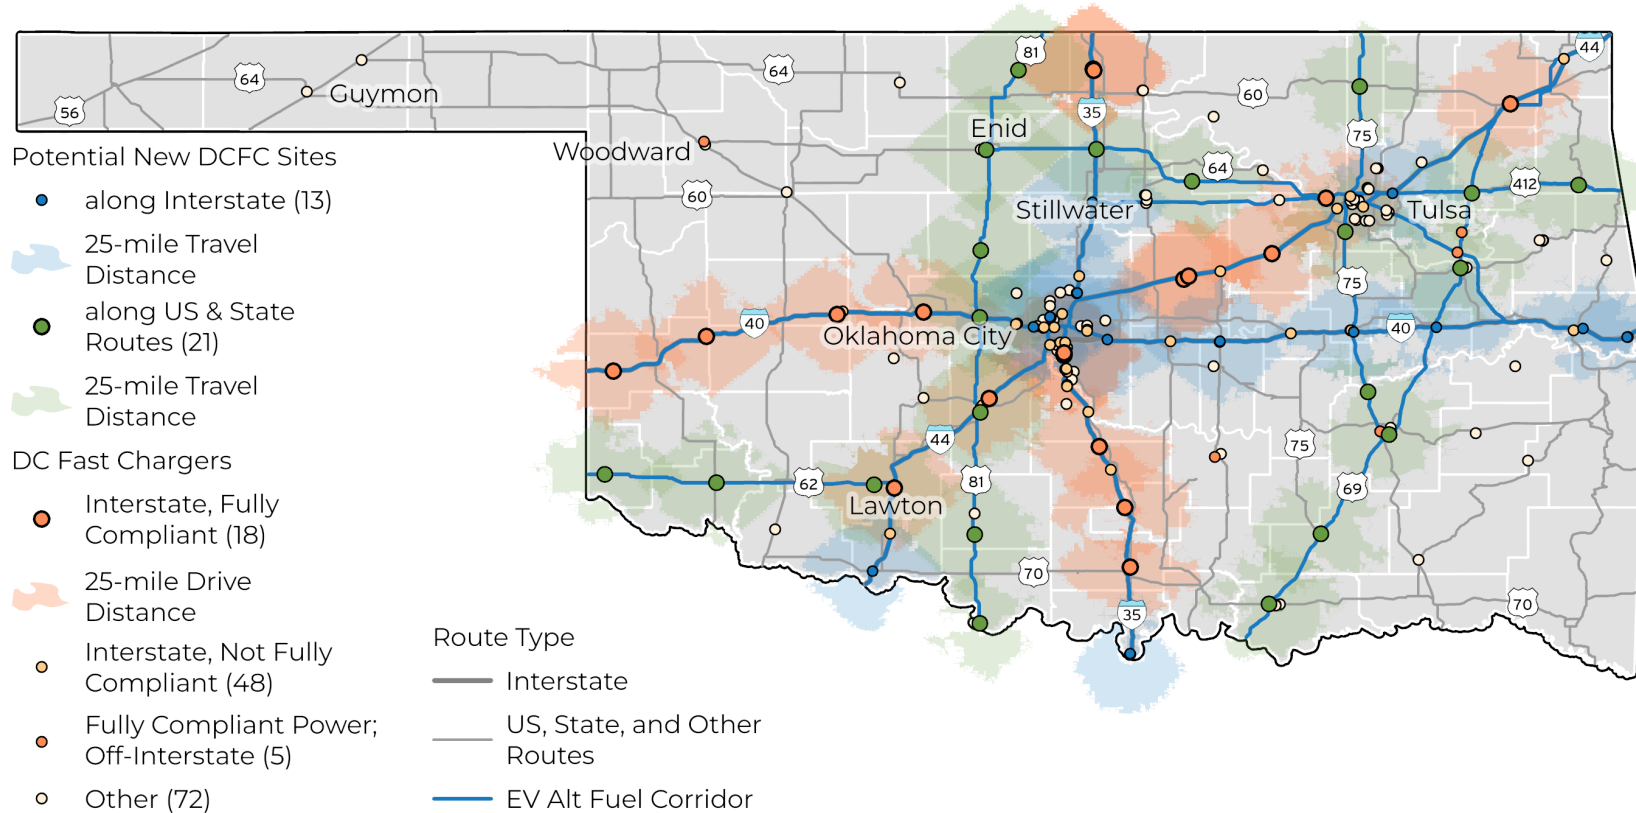 44
81
64
64
60
56
Guymon
35
Enid
75
Woodward
64
412
60
Stillwater
Tulsa
75
40
40
Oklahoma City
44
75
62
81
69
Lawton
70
70
35
Potential New DCFC Sites
along Interstate (13)
25-mile Travel
Distance
along US & State
Routes (21)
25-mile Travel
Distance
DC Fast Chargers
Interstate, Fully
Compliant (18)
25-mile Drive
Distance
Interstate, Not Fully
Compliant (48)
Fully Compliant Power;
Off-Interstate (5)
Other (72)
Route Type
Interstate
US, State, and Other
Routes
EV Alt Fuel Corridor